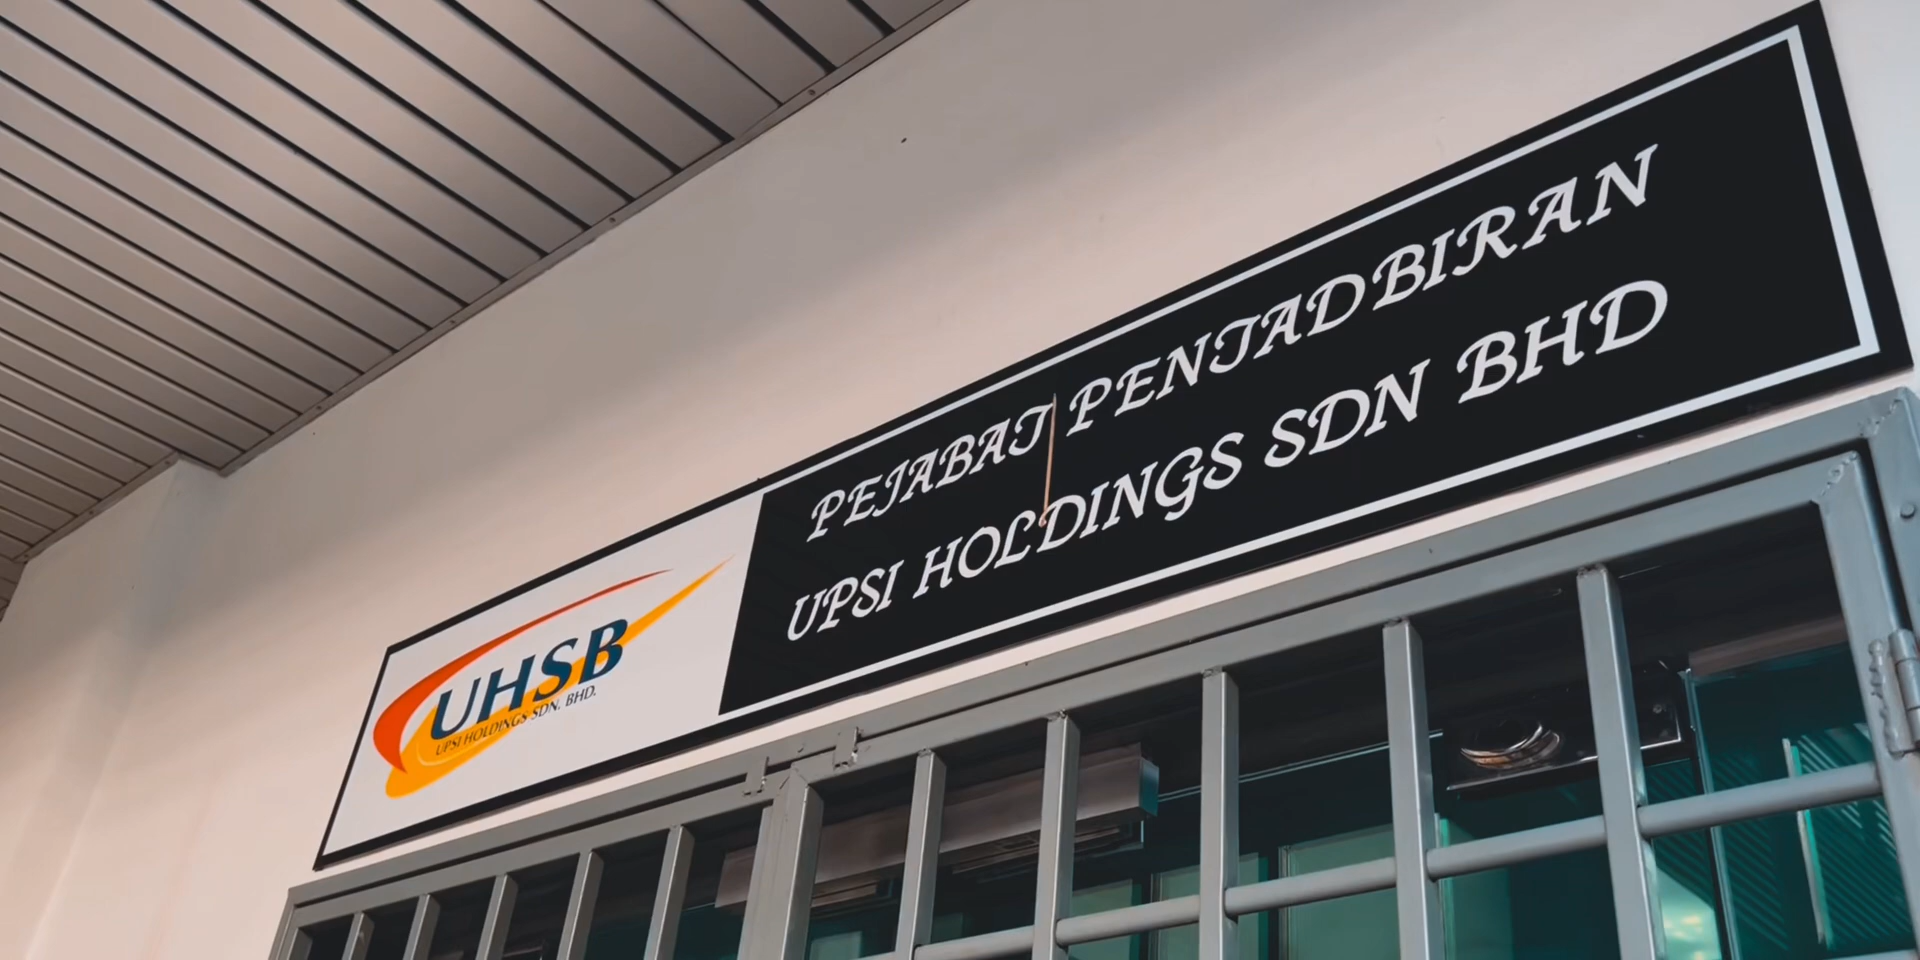 PEJABAT PENTADBIRAN
UPSI HOLDINGS SDN BHD
UHSB
UPSI HOLDINGS SDN. BHD.